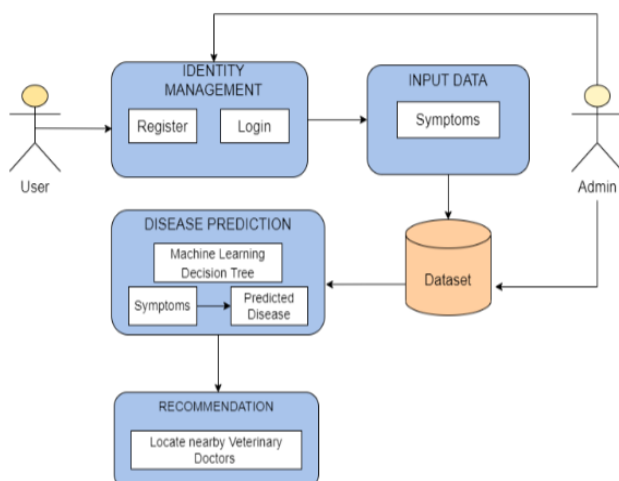 IDENTITY
MANAGEMENT
Register
Login
INPUT DATA
Symptoms
User
Admin
DISEASE PREDICTION
Machine Learning
Decision Tree
Symptoms
Predicted
Disease
Dataset
RECOMMENDATION
Locate nearby Veterinary
Doctors